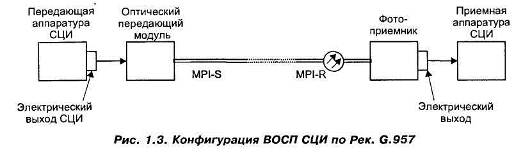 Передающая
аппаратура
СЦИ
Оптический
передающий
модуль
Фото-
приемник
Приемная
аппаратура
СЦИ
MPI-S
MPI-R
Электрический
выход СЦИ
Электрический
выход
Рис. 1.3. Конфигурация ВОСП СЦИ по Рек. G.957